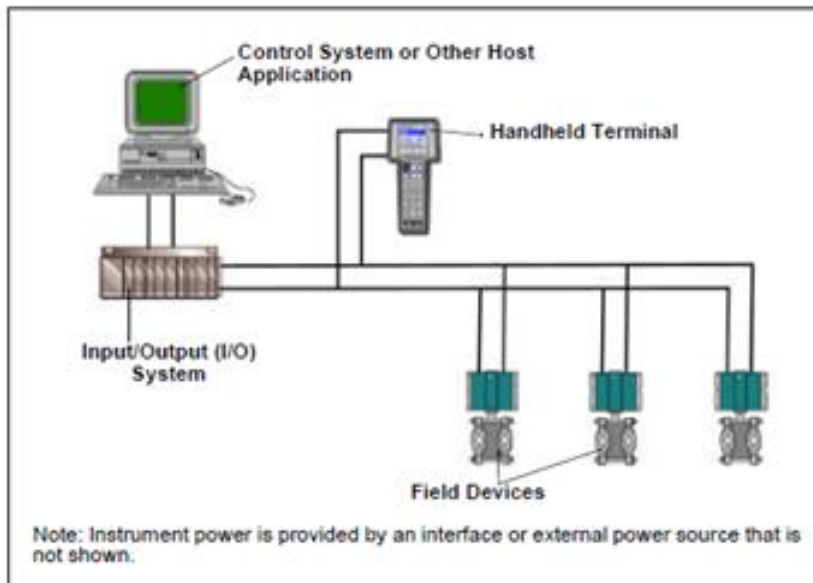 Control System or Other Host
Application
Handheld Terminal
Input/Output (I/O)
System
Field Devices
Note: Instrument power is provided by an interface or external power source that is
not shown.